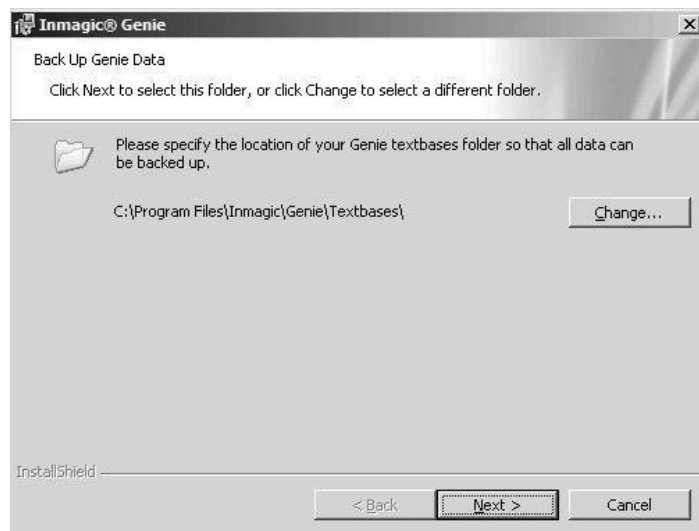 Inmagic® Genie
Back Up Genie Data
Click Next to select this folder, or click Change to select a different folder.
Please specify the location of your Genie textbases folder so that all data can
be backed up.
C:\Program Files\Inmagic\Genie\Textbases\
Change...
InstallShield
< Back
Next >
Cancel